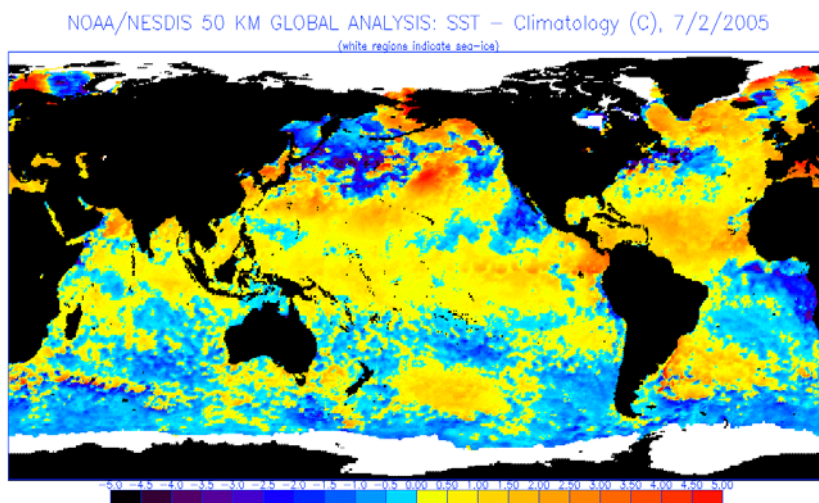 NOAA/NESDIS 50 KM GLOBAL ANALYSIS: SST – Climatology (C), 7/2/2005
(white regions indicate sea-ice)
-5.0 -4.5 -4.0 -3.5 -3.0 -2.5 -2.0 -1.5 -1.0 -0.5 0.00 0.50 1.00 1.50 2.00 2.50 3.00 3.50 4.00 4.50 5.00